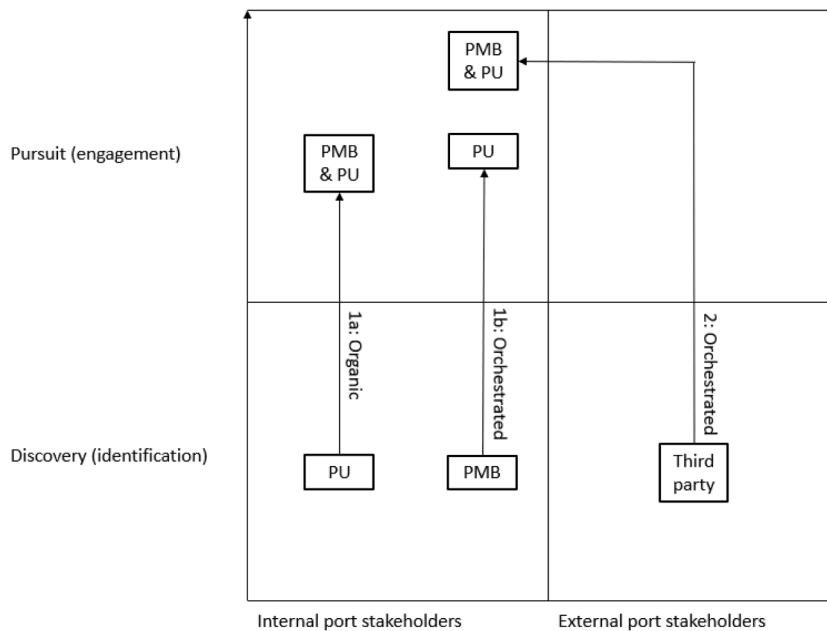 PMB
& PU
Pursuit (engagement)
PMB
& PU
PU
1a: Organic
1b: Orchestrated
2: Orchestrated
Discovery (identification)
PU
PMB
Third
party
Internal port stakeholders
External port stakeholders